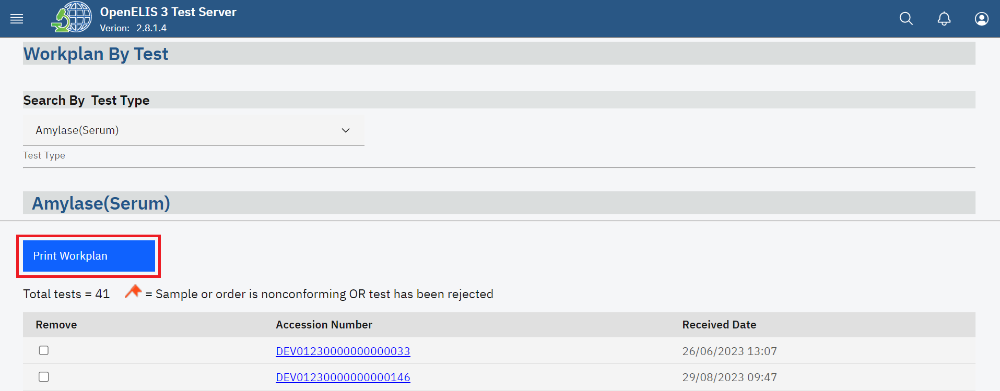 OpenELIS 3 Test Server
Verion: 2.8.1.4
Workplan By Test
Search By Test Type
Amylase(Serum)
Test Type
Amylase(Serum)
Print Workplan
Total tests = 41 = Sample or order is nonconforming OR test has been rejected
Remove Accession Number Received Date
DEV01230000000000033 26/06/2023 13:07
DEV01230000000000146 29/08/2023 09:47